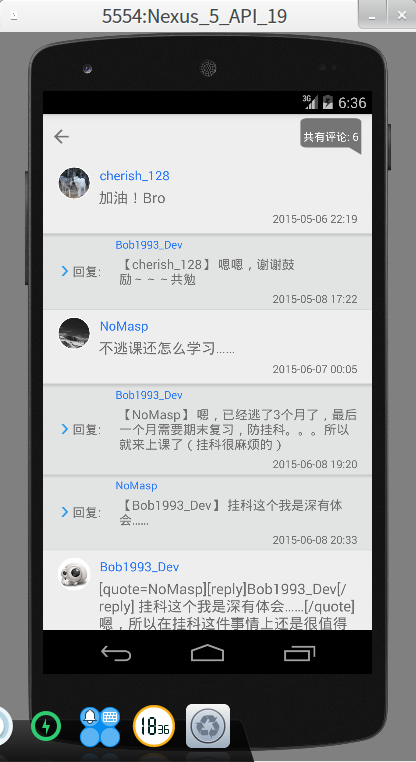 5554:Nexus_5_API_19
3G 6:36
共有评论: 6
cherish_128
加油！Bro
2015-05-06 22:19
Bob1993_Dev
回复:
【cherish_128】 嗯嗯，谢谢鼓
励～～～共勉
2015-05-08 17:22
NoMasp
不逃课还怎么学习……
2015-06-07 00:05
Bob1993_Dev
回复:
【NoMasp】 嗯，已经逃了3个月了，最后
一个月需要期末复习，防挂科。。。所以
就来上课了（挂科很麻烦的）
2015-06-08 19:20
NoMasp
回复:
【Bob1993_Dev】 挂科这个我是深有体
会……
2015-06-08 20:33
Bob1993_Dev
[quote=NoMasp][reply]Bob1993_Dev[/
reply] 挂科这个我是深有体会……[/quote]
嗯，所以在挂科这件事情上还是很值得
18 36